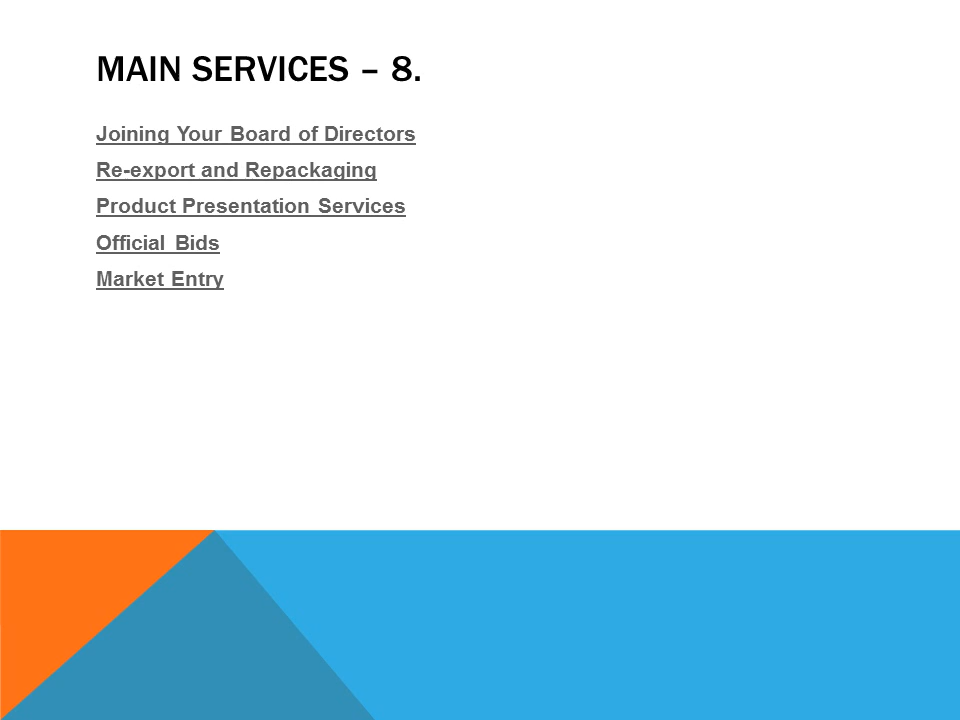 MAIN SERVICES – 8.
Joining Your Board of Directors
Re-export and Repackaging
Product Presentation Services
Official Bids
Market Entry